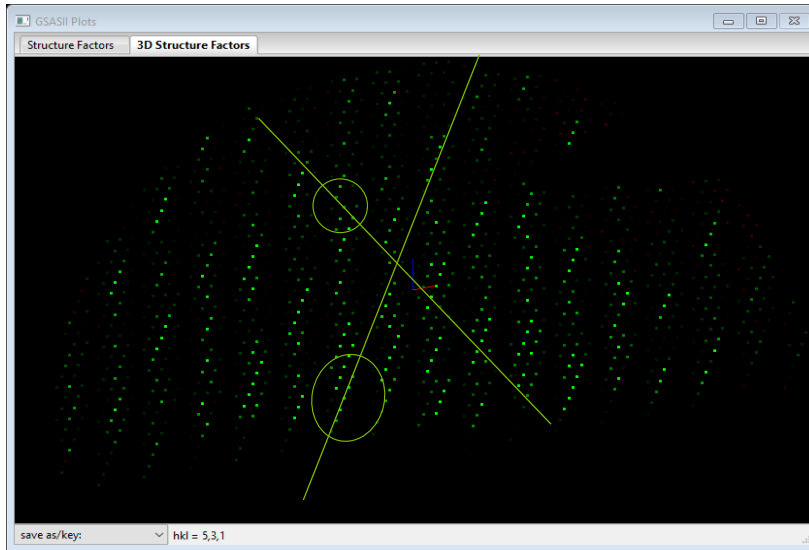 GSASII Plots
Structure Factors 3D Structure Factors
save as/key: hkl = 5,3,1